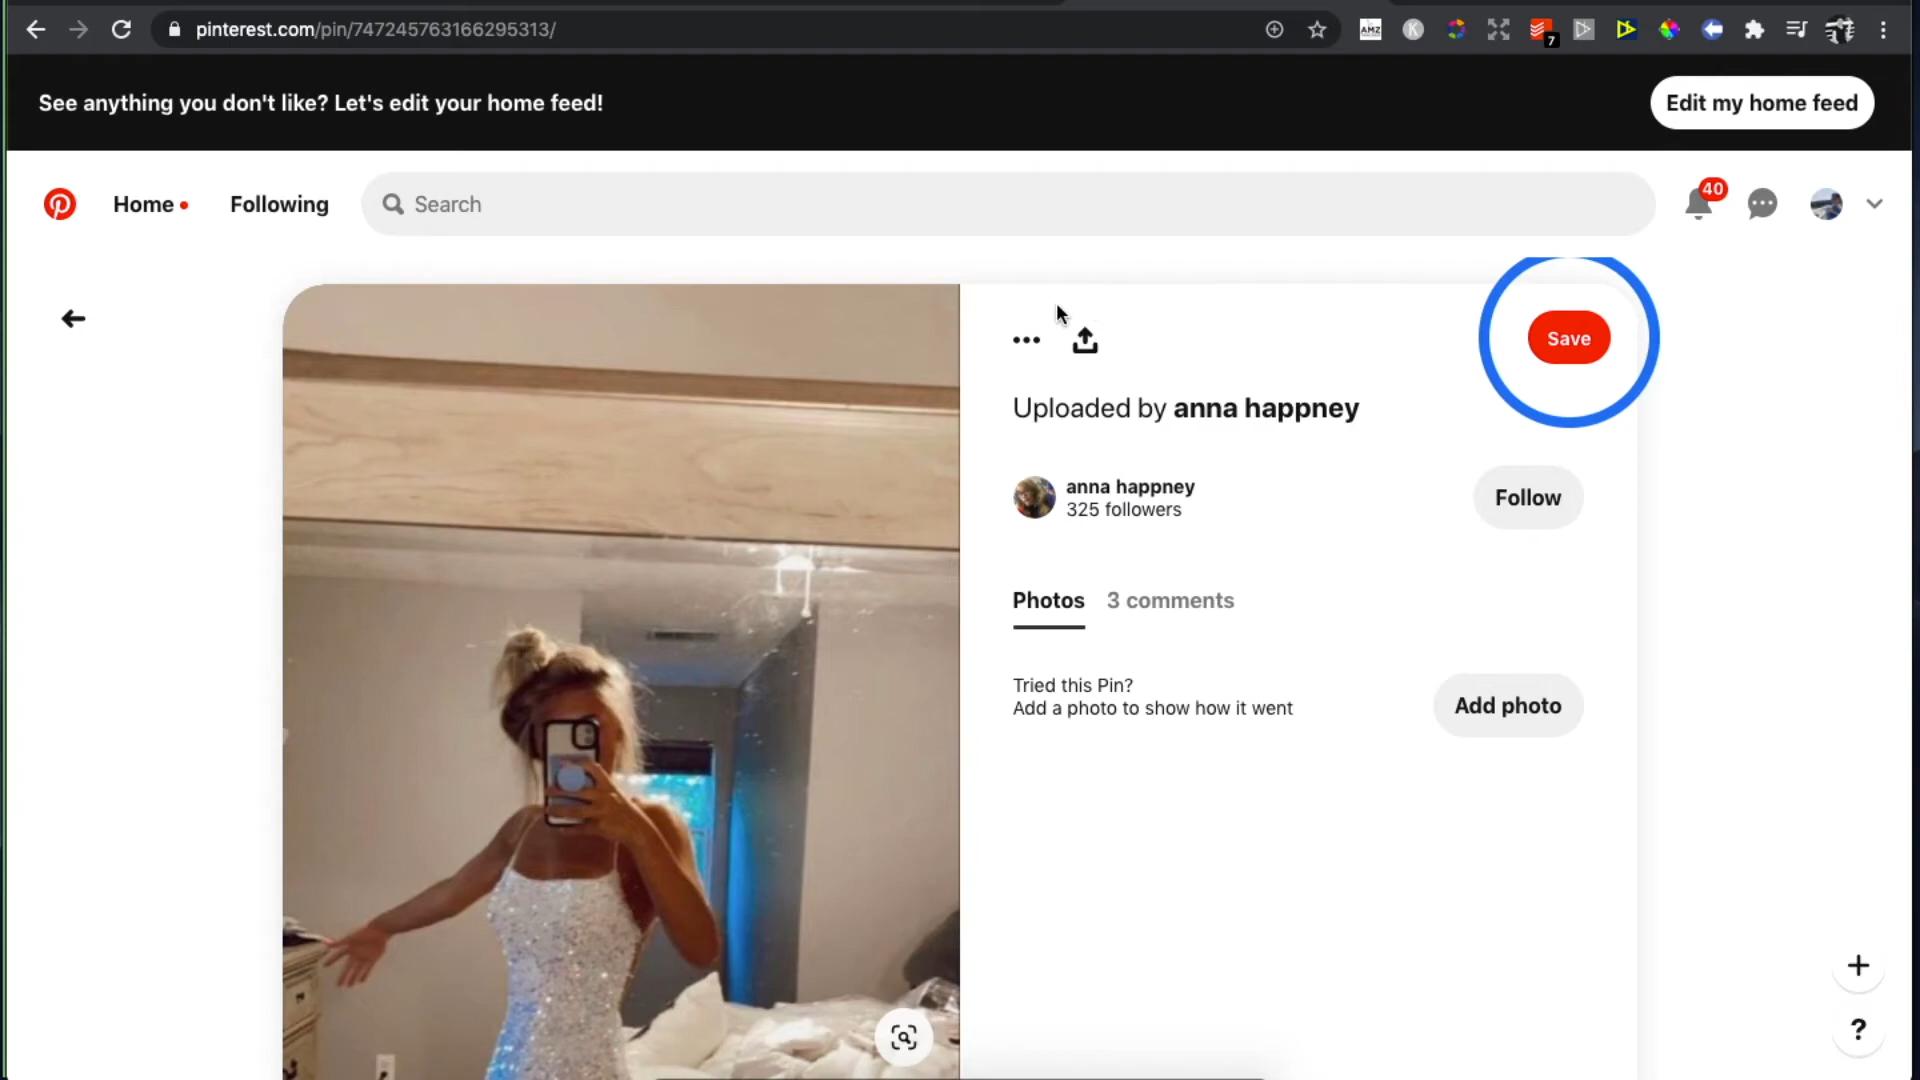 pinterest.com/pin/747245763166295313/
AMZ
K
7
See anything you don't like? Let's edit your home feed!
Edit my home feed
Home
Following
Search
40
Save
Uploaded by anna happney
anna happney
325 followers
Follow
Photos
3 comments
Tried this Pin?
Add a photo to show how it went
Add photo
+
?